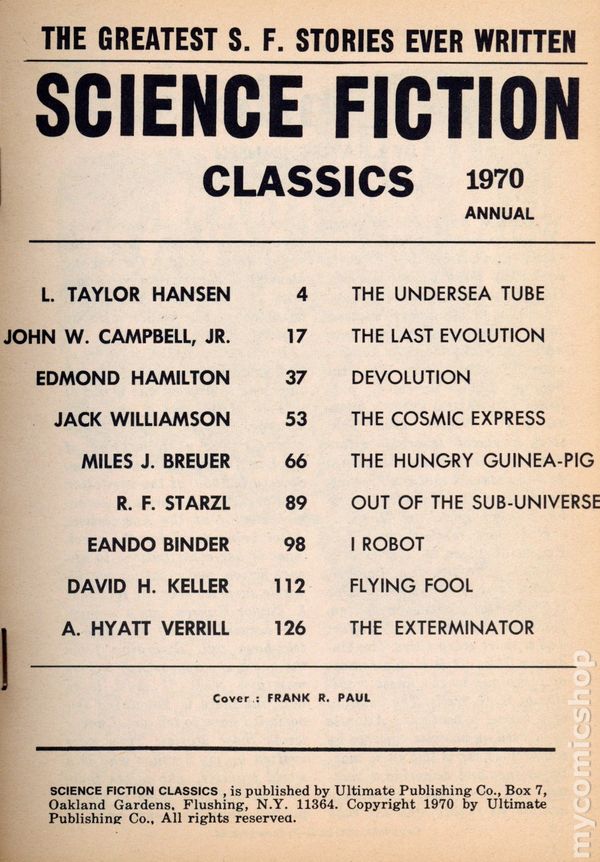 THE GREATEST S. F. STORIES EVER WRITTEN
SCIENCE FICTION
CLASSICS 1970
ANNUAL
L. TAYLOR HANSEN 4 THE UNDERSEA TUBE
JOHN W. CAMPBELL, JR. 17 THE LAST EVOLUTION
EDMOND HAMILTON 37 DEVOLUTION
JACK WILLIAMSON 53 THE COSMIC EXPRESS
MILES J. BREUER 66 THE HUNGRY GUINEA-PIG
R. F. STARZL 89 OUT OF THE SUB-UNIVERSE
EANDO BINDER 98 I ROBOT
DAVID H. KELLER 112 FLYING FOOL
A. HYATT VERRILL 126 THE EXTERMINATOR
Cover : FRANK R. PAUL
SCIENCE FICTION CLASSICS , is published by Ultimate Publishing Co., Box 7,
Oakland Gardens, Flushing, N.Y. 11364. Copyright 1970 by Ultimate
Publishing Co., All rights reserved.
mycomicshop